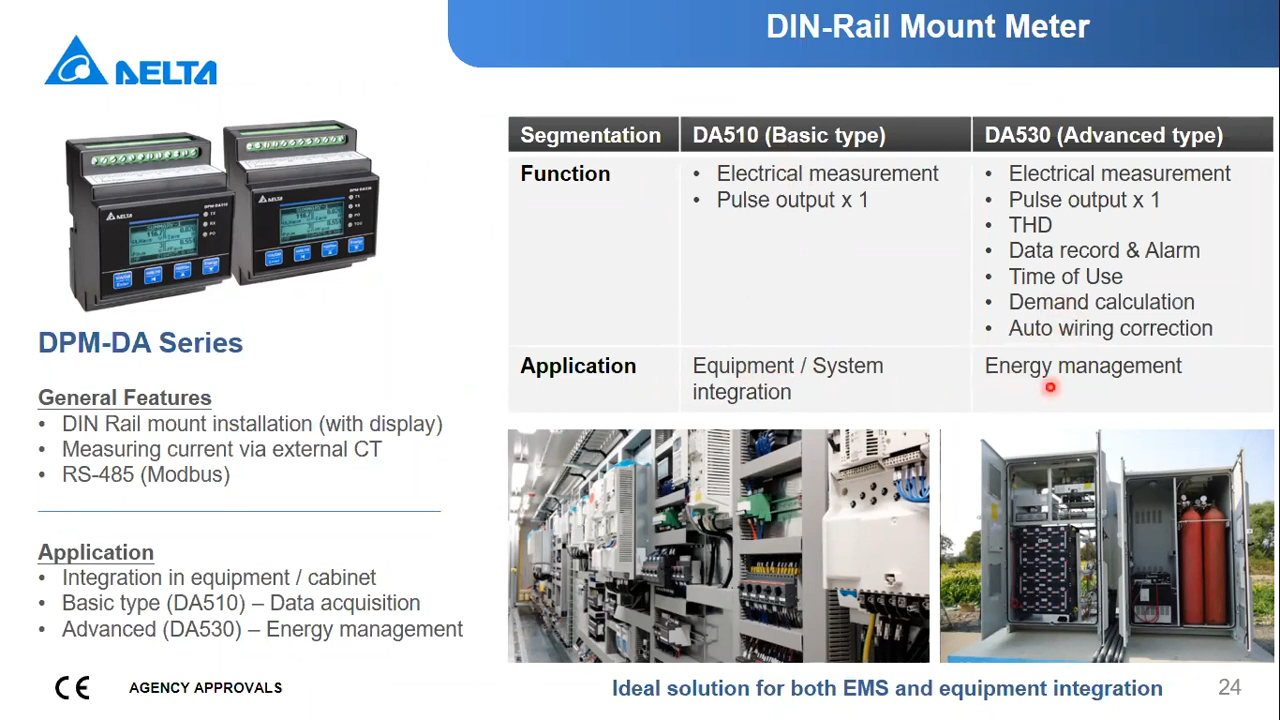 DIN-Rail Mount Meter
DELTA
Segmentation DA510 (Basic type) DA530 (Advanced type)
Function
• Electrical measurement
• Pulse output x 1
• Electrical measurement
• Pulse output x 1
• THD
• Data record & Alarm
• Time of Use
• Demand calculation
• Auto wiring correction
Application
Equipment / System
integration
Energy management
DELTA
DELTA
DPM-DA Series
General Features
• DIN Rail mount installation (with display)
• Measuring current via external CT
• RS-485 (Modbus)
Application
• Integration in equipment / cabinet
• Basic type (DA510) – Data acquisition
• Advanced (DA530) – Energy management
CE AGENCY APPROVALS
Ideal solution for both EMS and equipment integration
24